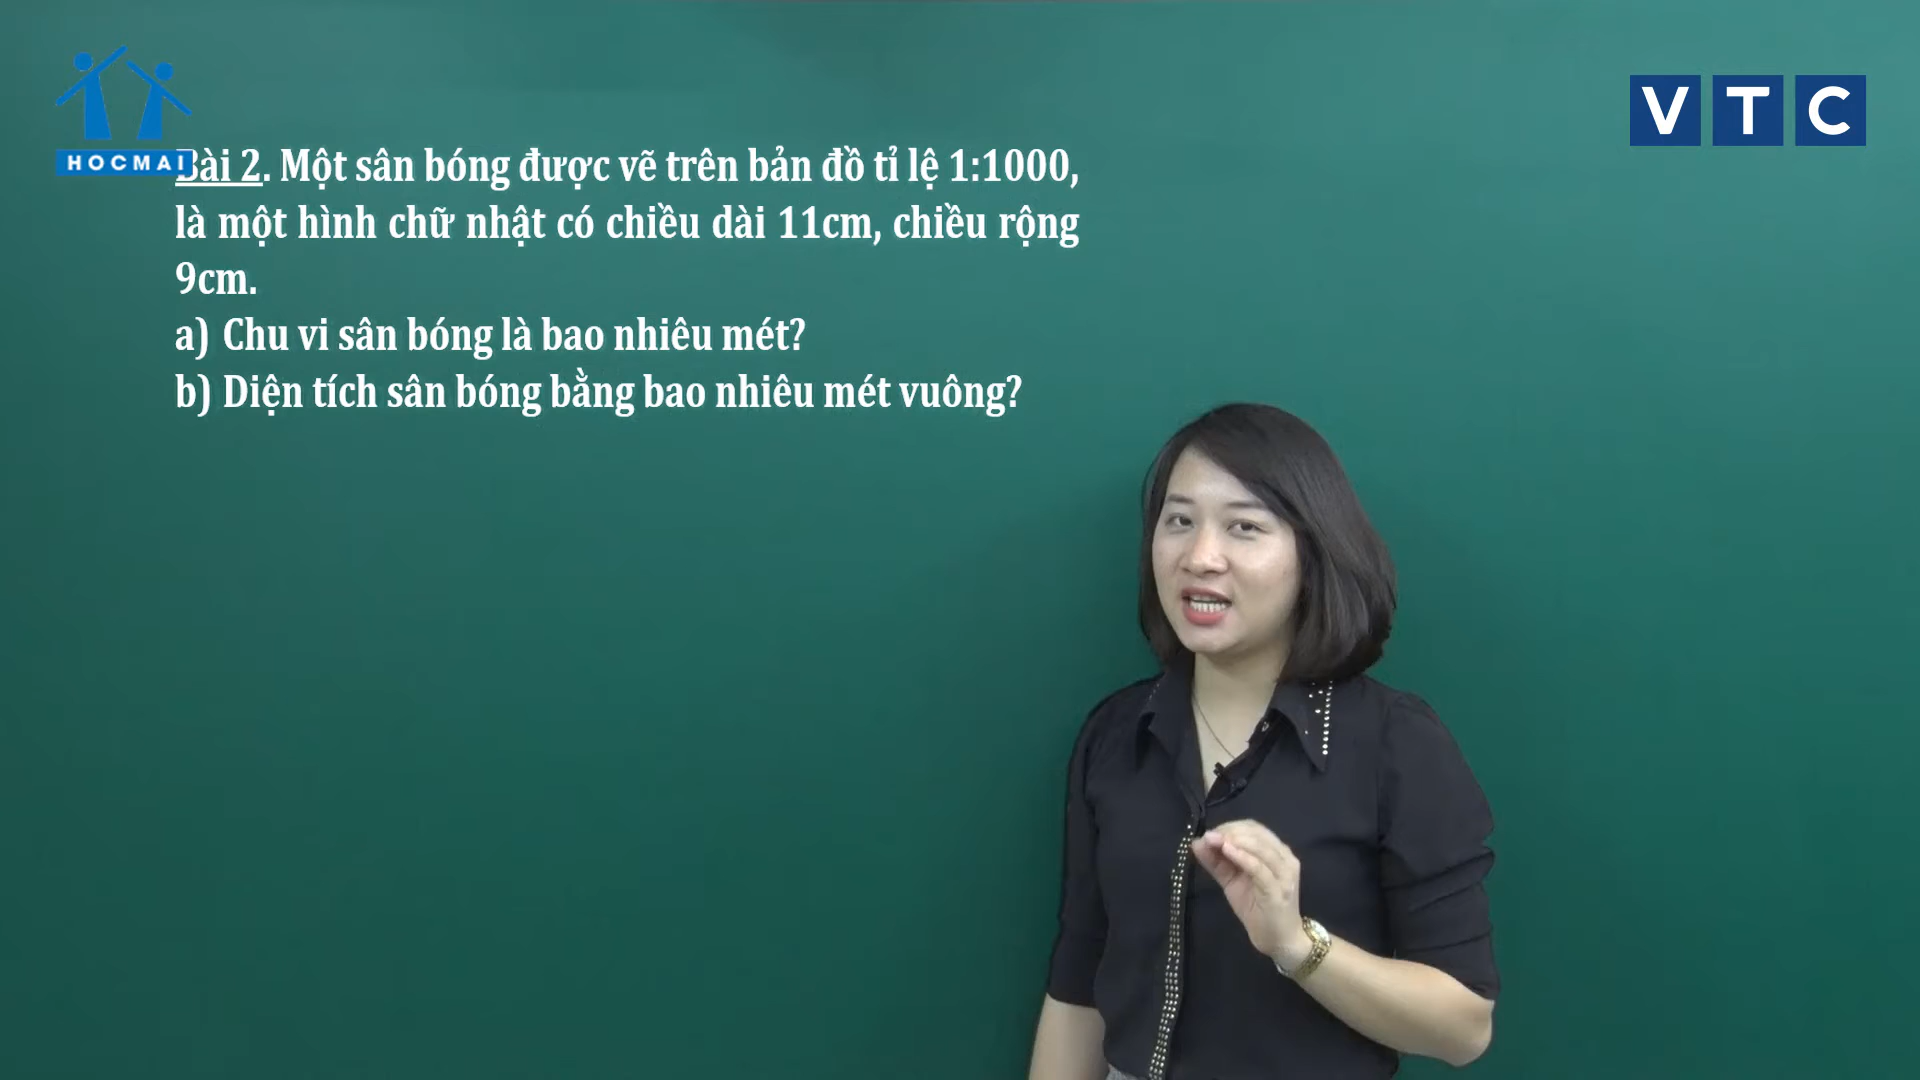 HOCMAI
VTC
Bài 2. Một sân bóng được vẽ trên bản đồ tỉ lệ 1:1000,
là một hình chữ nhật có chiều dài 11cm, chiều rộng
9cm.
a) Chu vi sân bóng là bao nhiêu mét?
b) Diện tích sân bóng bằng bao nhiêu mét vuông?